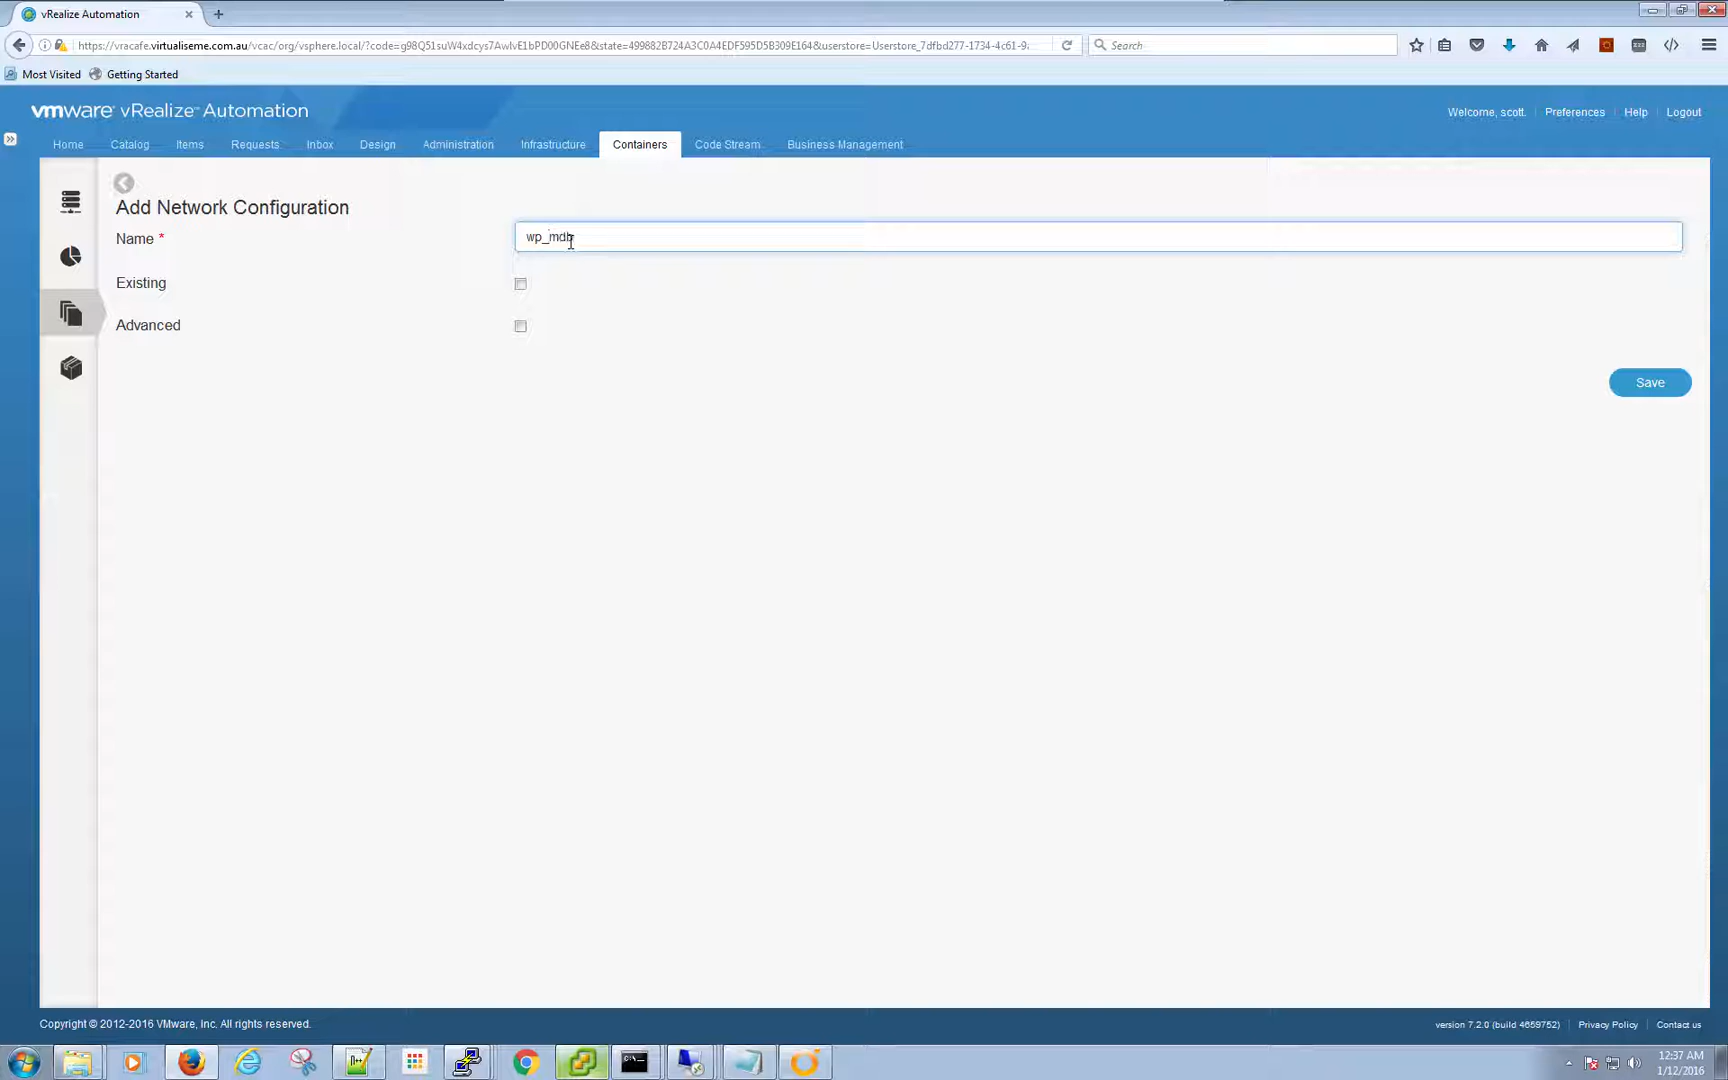 vRealize Automation
https://vracafe.virtualiseme.com.au/vcac/org/vsphere.local/?code=g98Q51suW4xdcys7AwlvE1bPD00GNEe8&state=499882B724A3C0A4EDF595D5B309E164&userstore=Userstore_7dfbd277-1734-4c61-9
Search
Most Visited
Getting Started
vmware vRealize Automation
Welcome, scott.
Preferences
Help
Logout
Home
Catalog
Items
Requests
Inbox
Design
Administration
Infrastructure
Containers
Code Stream
Business Management
Add Network Configuration
Name *
wp_mdb
Existing
Advanced
Save
Copyright © 2012-2016 VMware, Inc. All rights reserved.
version 7.2.0 (build 4659752)
Privacy Policy
Contact us
12:37 AM
1/12/2016